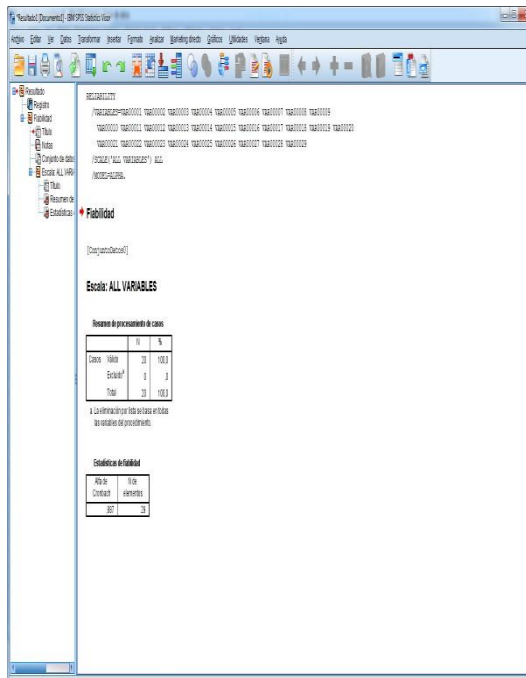 *Resultado1 [Documento1] - IBM SPSS Statistics Visor
Archivo Editar Ver Datos Transformar Insertar Formato Analizar Marketing directo Gráficos Utilidades Ventana Ayuda
Resultado
Registro
Fiabilidad
Título
Notas
Conjunto de datos
Escala: ALL VARI
Título
Resumen de
Estadísticas
RELIABILITY
/VARIABLES=VAR00001 VAR00002 VAR00003 VAR00004 VAR00005 VAR00006 VAR00007 VAR00008 VAR00009
VAR00010 VAR00011 VAR00012 VAR00013 VAR00014 VAR00015 VAR00016 VAR00017 VAR00018 VAR00019 VAR00020
VAR00021 VAR00022 VAR00023 VAR00024 VAR00025 VAR00026 VAR00027 VAR00028 VAR00029
/SCALE('ALL VARIABLES') ALL
/MODEL=ALPHA.
Fiabilidad
[ConjuntoDatos0]
Escala: ALL VARIABLES
Resumen de procesamiento de casos
N %
Casos Válido 20 100,0
Excluido a 0 ,0
Total 20 100,0
a. La eliminación por lista se basa en todas
las variables del procedimiento.
Estadísticas de fiabilidad
Alfa de N de
Cronbach elementos
29